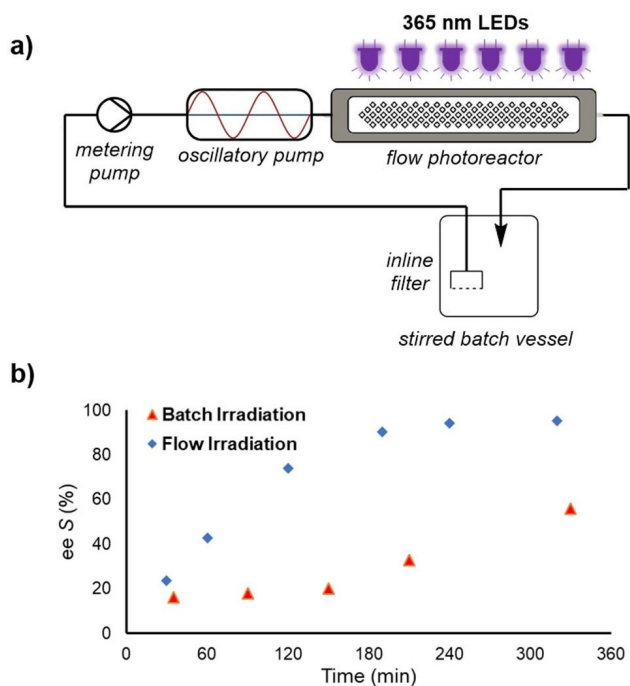 a)
365 nm LEDs
metering
pump
oscillatory pump
flow photoreactor
inline
filter
stirred batch vessel
b)
100
80
60
40
20
0
ee S (%)
Batch Irradiation
Flow Irradiation
0 60 120 180 240 300 360
Time (min)